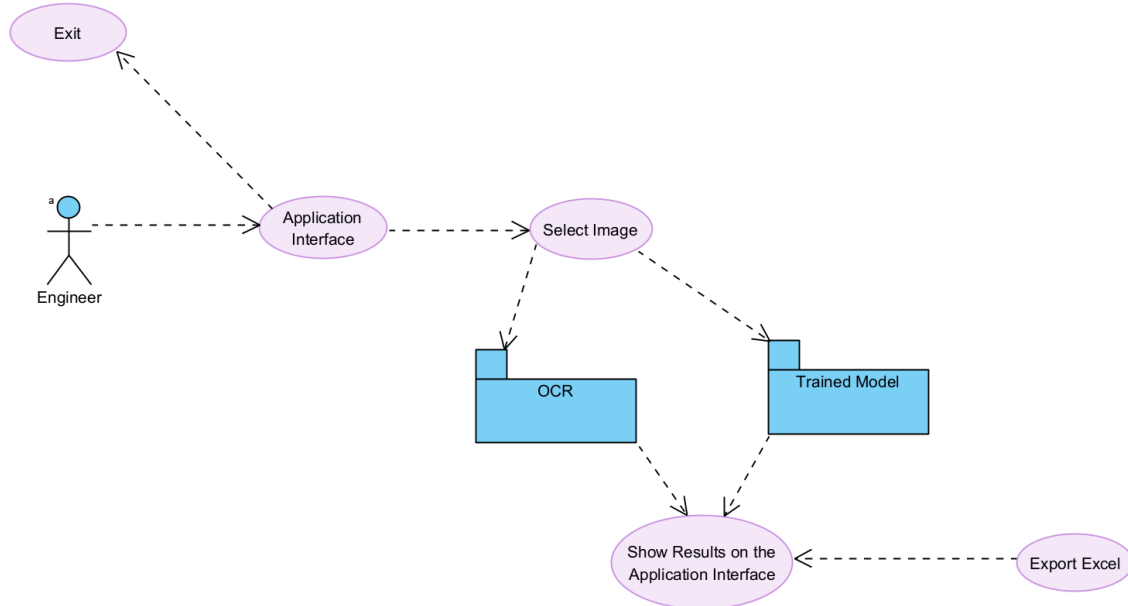 Exit
a
Engineer
Application
Interface
Select Image
OCR
Trained Model
Show Results on the
Application Interface
Export Excel